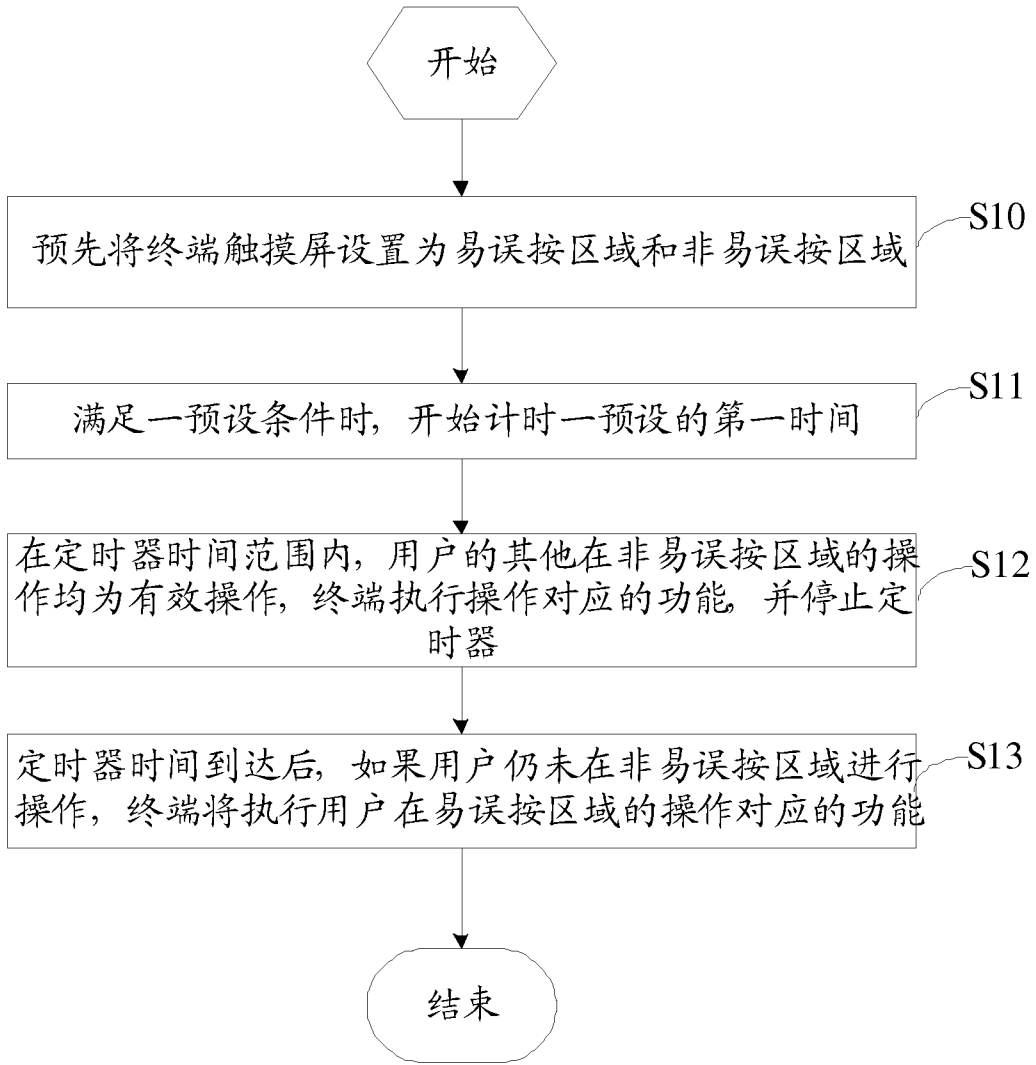 开始
预先将终端触摸屏设置为易误按区域和非易误按区域
S10
满足一预设条件时，开始计时一预设的第一时间
S11
在定时器时间范围内，用户的其他在非易误按区域的操
作均为有效操作，终端执行操作对应的功能，并停止定
时器
S12
定时器时间到达后，如果用户仍未在非易误按区域进行
操作，终端将执行用户在易误按区域的操作对应的功能
S13
结束